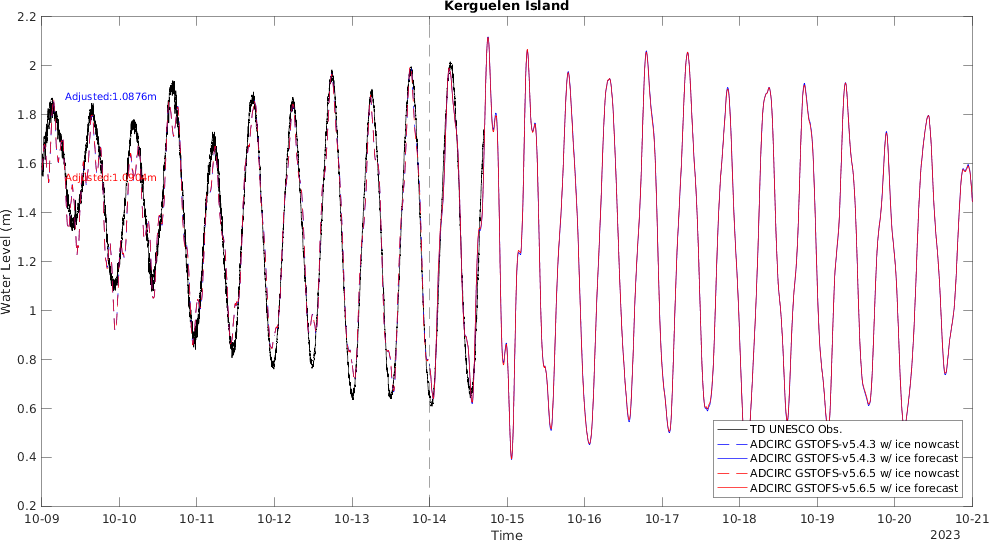 Kerguelen Island
2.2
2
1.8
1.6
1.4
1.2
1
0.8
0.6
0.4
0.2
Water Level (m)
Adjusted:1.0876m
Adjusted:1.0904m
TD UNESCO Obs.
ADCIRC GSTOFS-v5.4.3 w/ ice nowcast
ADCIRC GSTOFS-v5.4.3 w/ ice forecast
ADCIRC GSTOFS-v5.6.5 w/ ice nowcast
ADCIRC GSTOFS-v5.6.5 w/ ice forecast
10-09 10-10 10-11 10-12 10-13 10-14 10-15 10-16 10-17 10-18 10-19 10-20 10-21
Time
2023